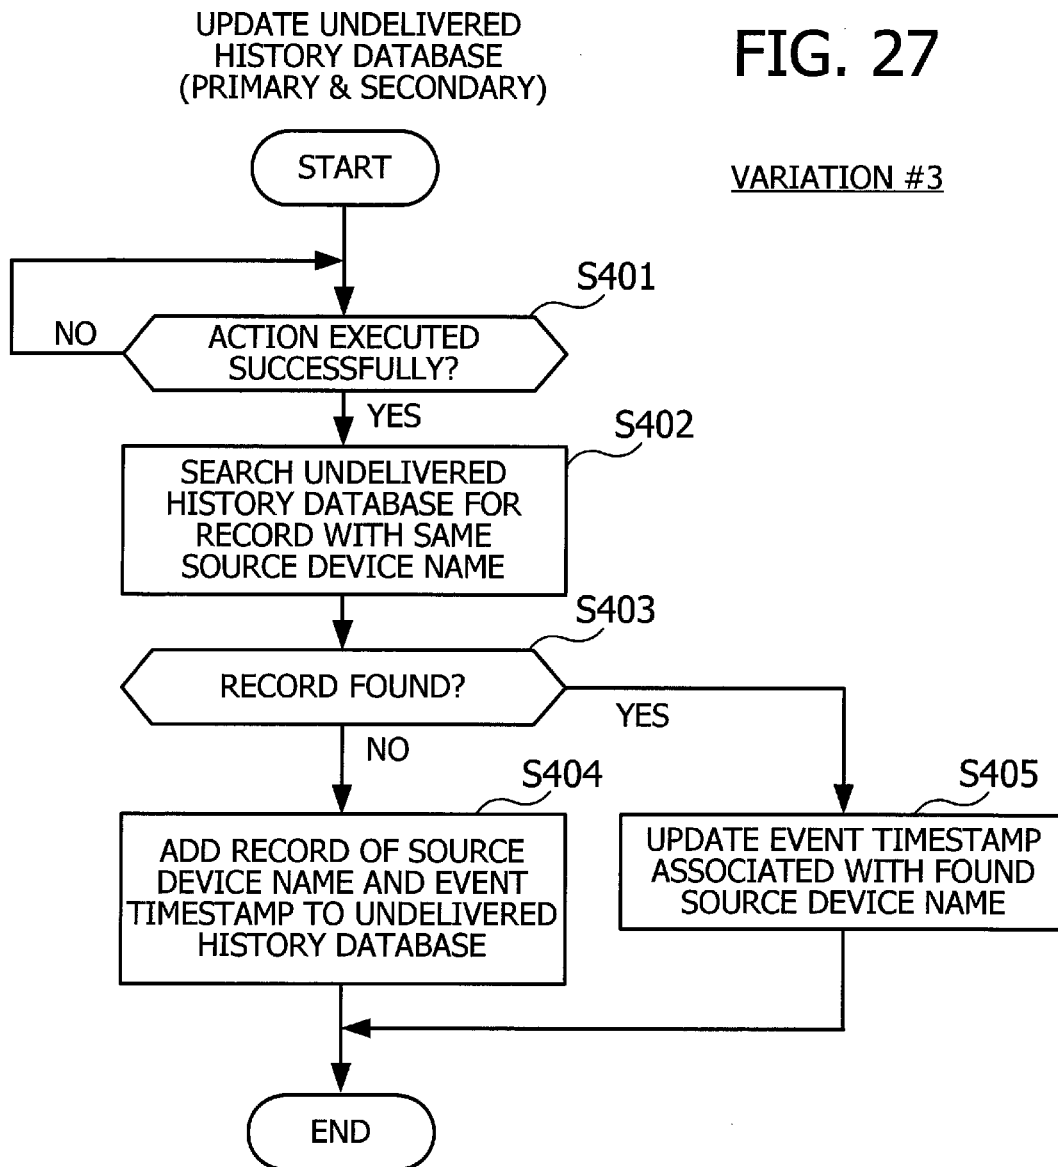 UPDATE UNDELIVERED
HISTORY DATABASE
(PRIMARY & SECONDARY)
FIG. 27
VARIATION #3
START
S401
NO
ACTION EXECUTED
SUCCESSFULLY?
YES
S402
SEARCH UNDELIVERED
HISTORY DATABASE FOR
RECORD WITH SAME
SOURCE DEVICE NAME
S403
RECORD FOUND?
YES
NO
S404
ADD RECORD OF SOURCE
DEVICE NAME AND EVENT
TIMESTAMP TO UNDELIVERED
HISTORY DATABASE
S405
UPDATE EVENT TIMESTAMP
ASSOCIATED WITH FOUND
SOURCE DEVICE NAME
END